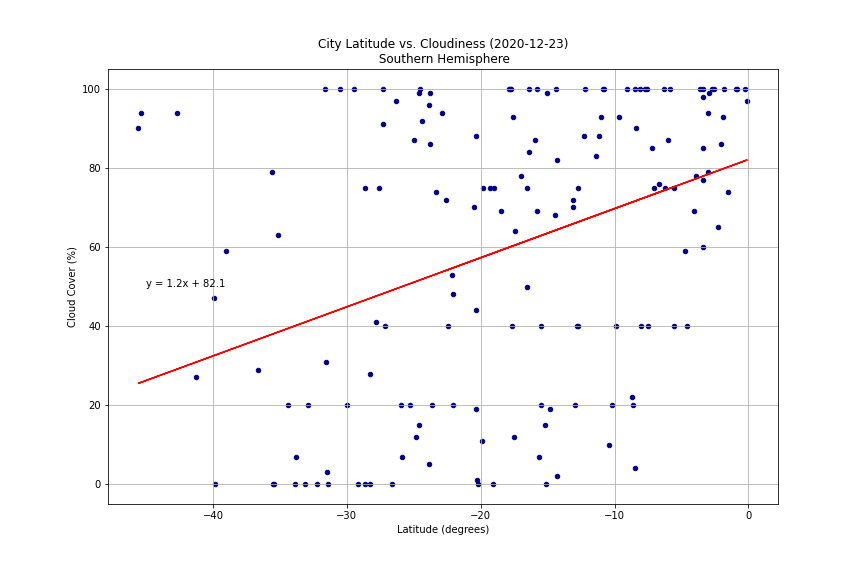 City Latitude vs. Cloudiness (2020-12-23)
Southern Hemisphere
100
80
60
40
20
0
Cloud Cover (%)
y = 1.2x + 82.1
−40
−30
−20
−10
0
Latitude (degrees)